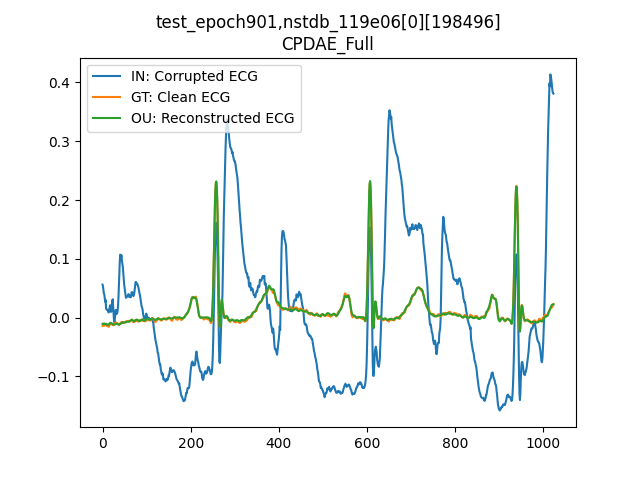 test_epoch901,nstdb_119e06[0][198496]
CPDAE_Full
IN: Corrupted ECG
GT: Clean ECG
OU: Reconstructed ECG
0.4
0.3
0.2
0.1
0.0
−0.1
0 200 400 600 800 1000